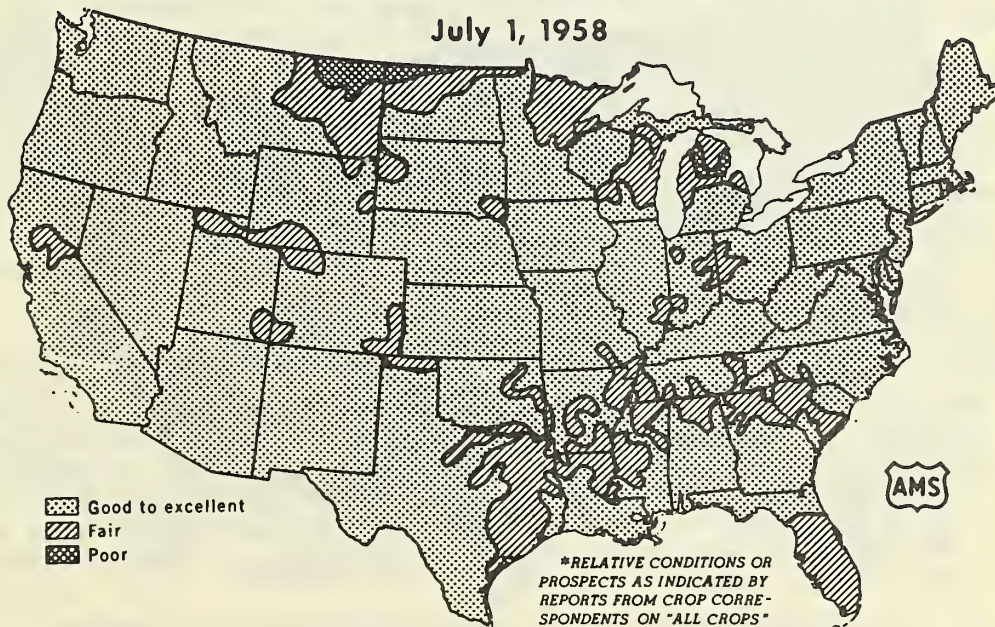 July 1, 1958
AMS
Good to excellent
Fair
Poor
*RELATIVE CONDITIONS OR
PROSPECTS AS INDICATED BY
REPORTS FROM CROP CORRE-
SPONDENTS ON "ALL CROPS"